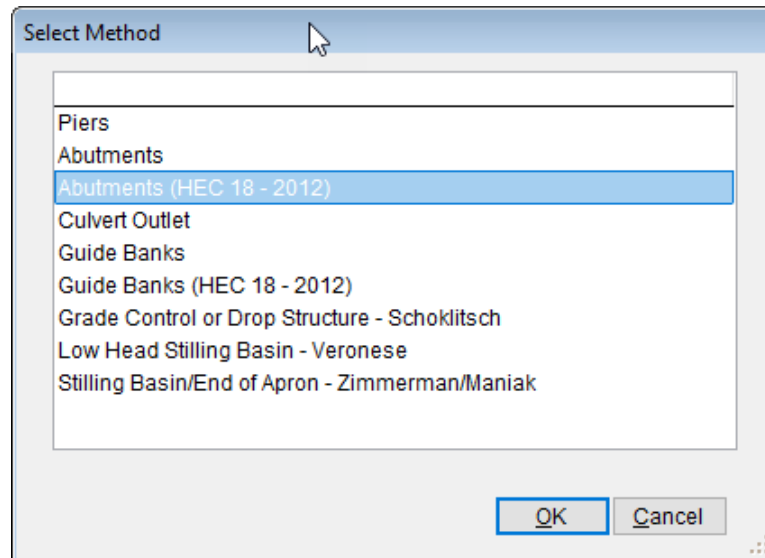 Select Method
Piers
Abutments
Abutments (HEC 18 - 2012)
Culvert Outlet
Guide Banks
Guide Banks (HEC 18 - 2012)
Grade Control or Drop Structure - Schoklitsch
Low Head Stilling Basin - Veronese
Stilling Basin/End of Apron - Zimmerman/Maniak
OK Cancel